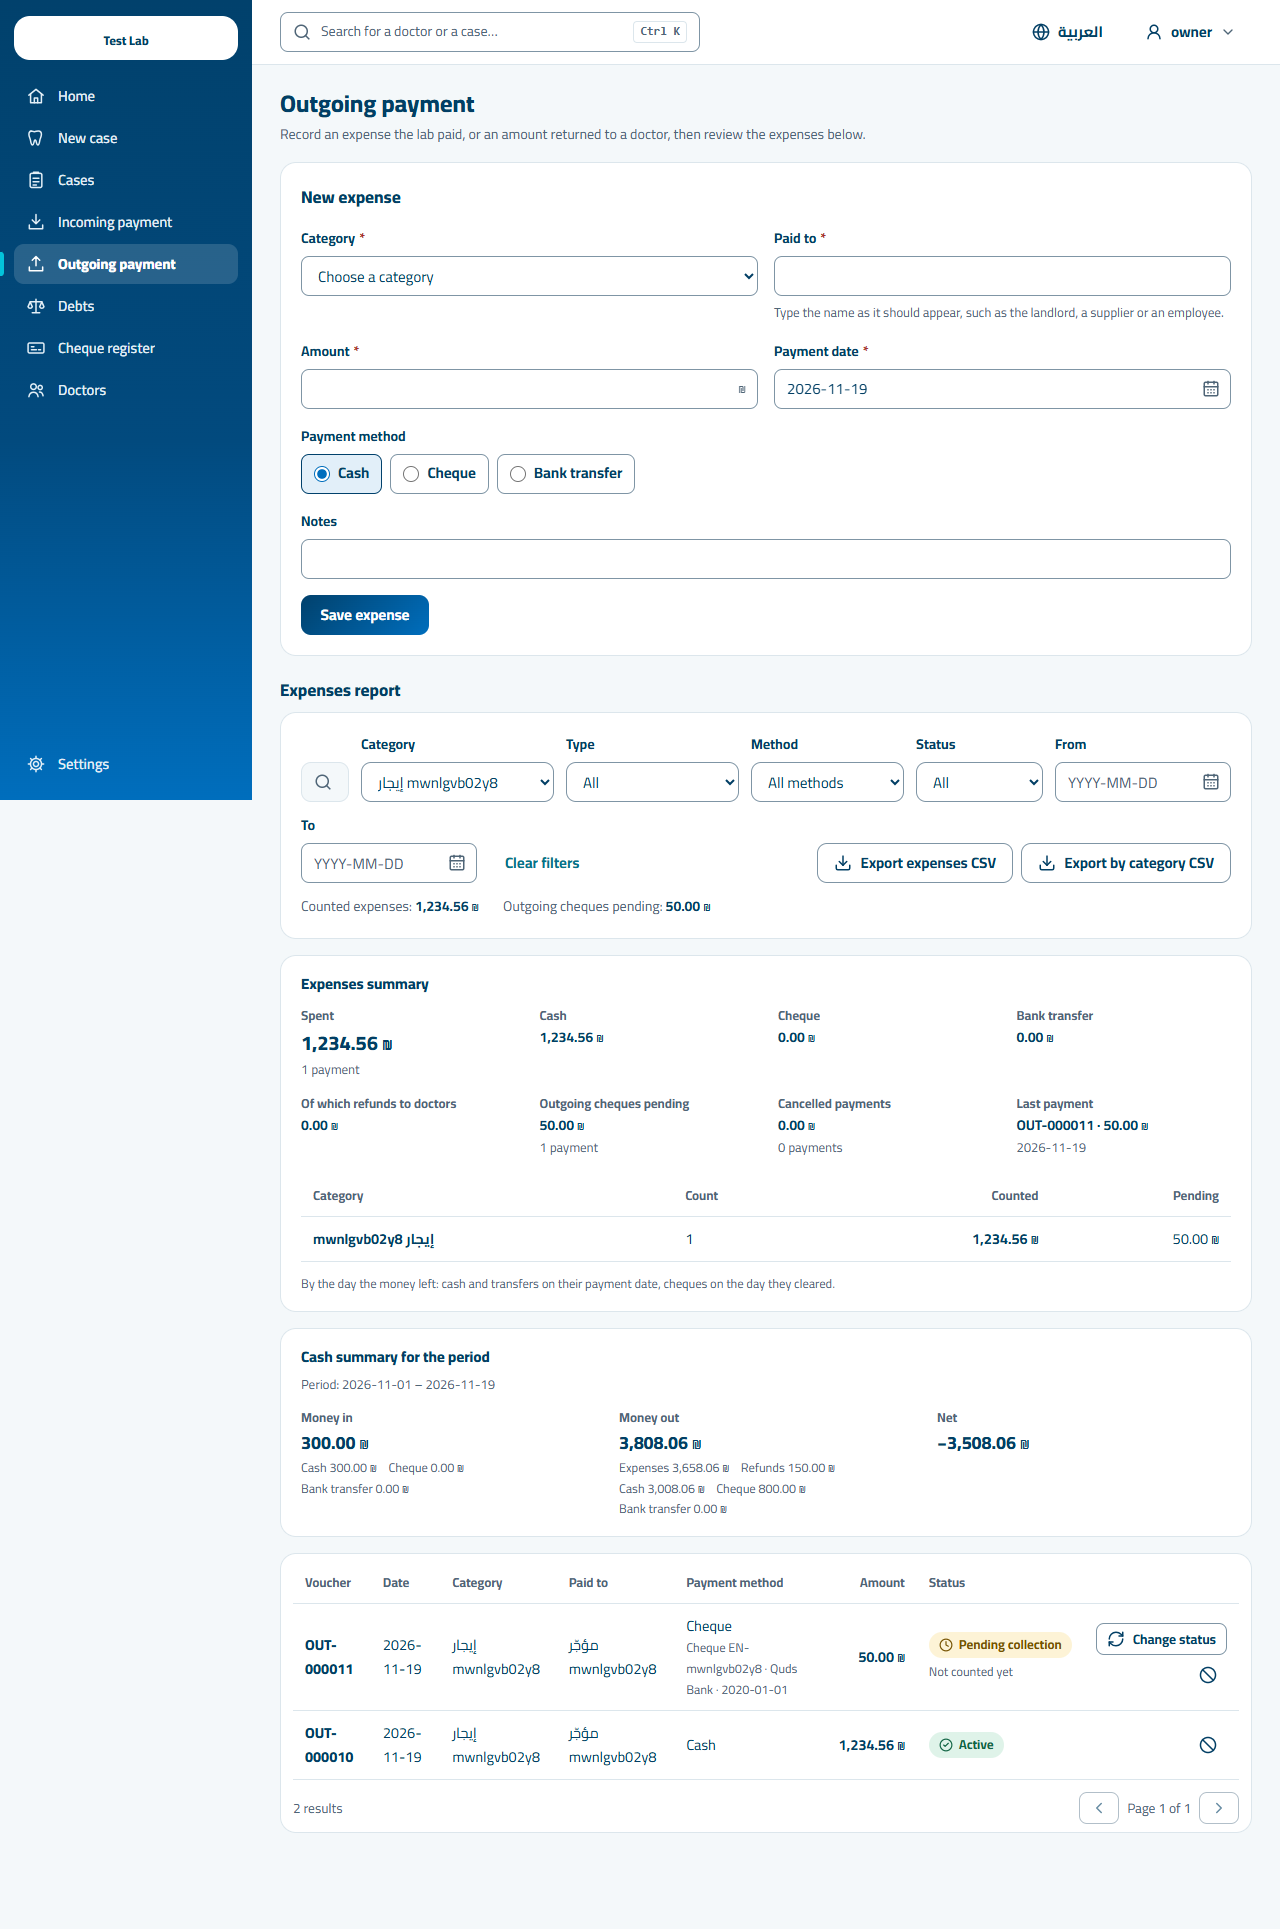 Test Lab
Home
New case
Cases
Incoming payment
Outgoing payment
Debts
Cheque register
Doctors
Settings
Search for a doctor or a case...
Ctrl K
العربية
owner
Outgoing payment
Record an expense the lab paid, or an amount returned to a doctor, then review the expenses below.
New expense
Category *
Choose a category
Paid to *
Type the name as it should appear, such as the landlord, a supplier or an employee.
Amount *
₪
Payment date *
2026-11-19
Payment method
Cash
Cheque
Bank transfer
Notes
Save expense
Expenses report
Category
إيجار mwnlgvb02y8
Type
All
Method
All methods
Status
All
From
YYYY-MM-DD
To
YYYY-MM-DD
Clear filters
Export expenses CSV
Export by category CSV
Counted expenses: 1,234.56 ₪
Outgoing cheques pending: 50.00 ₪
Expenses summary
Spent
1,234.56 ₪
1 payment
Cash
1,234.56 ₪
Cheque
0.00 ₪
Bank transfer
0.00 ₪
Of which refunds to doctors
0.00 ₪
Outgoing cheques pending
50.00 ₪
1 payment
Cancelled payments
0.00 ₪
0 payments
Last payment
OUT-000011 · 50.00 ₪
2026-11-19
Category Count Counted Pending
إيجار mwnlgvb02y8 1 1,234.56 ₪ 50.00 ₪
By the day the money left: cash and transfers on their payment date, cheques on the day they cleared.
Cash summary for the period
Period: 2026-11-01 – 2026-11-19
Money in
300.00 ₪
Cash 300.00 ₪ Cheque 0.00 ₪
Bank transfer 0.00 ₪
Money out
3,808.06 ₪
Expenses 3,658.06 ₪ Refunds 150.00 ₪
Cash 3,008.06 ₪ Cheque 800.00 ₪
Bank transfer 0.00 ₪
Net
−3,508.06 ₪
Voucher Date Category Paid to Payment method Amount Status
OUT-
000011
2026-
11-19
إيجار
mwnlgvb02y8
مؤجّر
mwnlgvb02y8
Cheque
Cheque EN-
mwnlgvb02y8 · Quds
Bank · 2020-01-01
50.00 ₪
Pending collection
Not counted yet
Change status
OUT-
000010
2026-
11-19
إيجار
mwnlgvb02y8
مؤجّر
mwnlgvb02y8
Cash
1,234.56 ₪
Active
2 results
Page 1 of 1